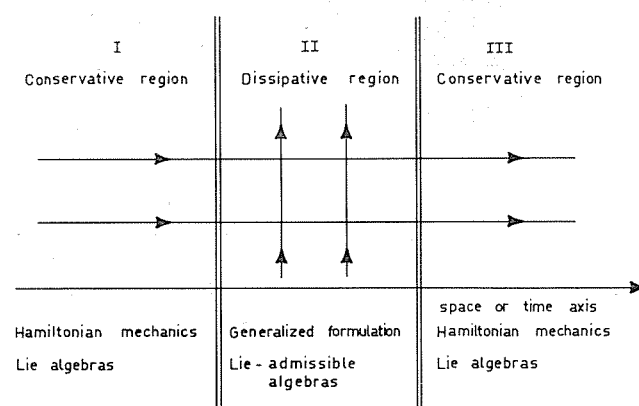 I
II
III
Conservative region
Dissipative region
Conservative region
space or time axis
Hamiltonian mechanics
Generalized formulation
Hamiltonian mechanics
Lie algebras
Lie - admissible
algebras
Lie algebras